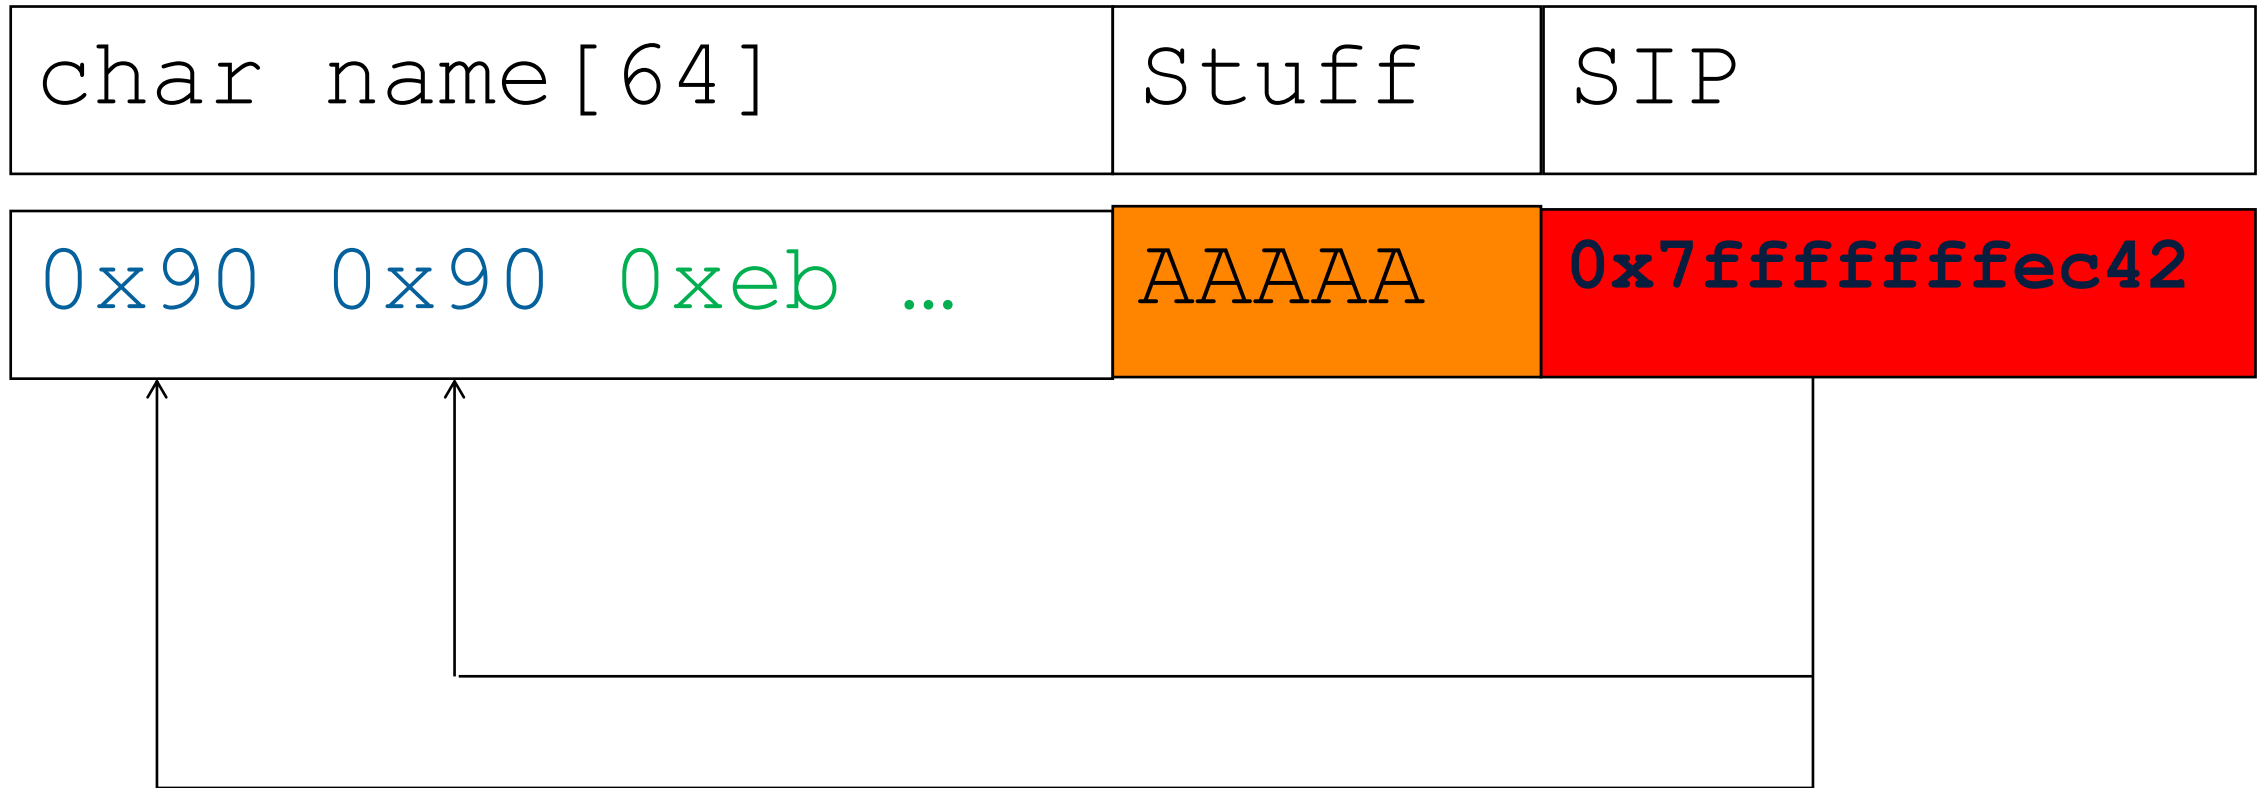 char name[64]
Stuff
SIP
0x90 0x90 0xeb …
AAAAA
0x7fffffffec42